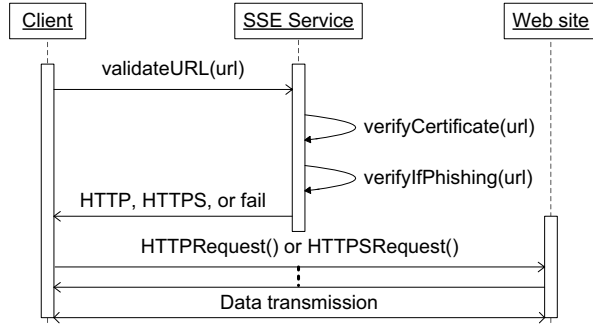 Client
SSE Service
Web site
validateURL(url)
verifyCertificate(url)
verifyIfPhishing(url)
HTTP, HTTPS, or fail
HTTPRequest() or HTTPSRequest()
Data transmission